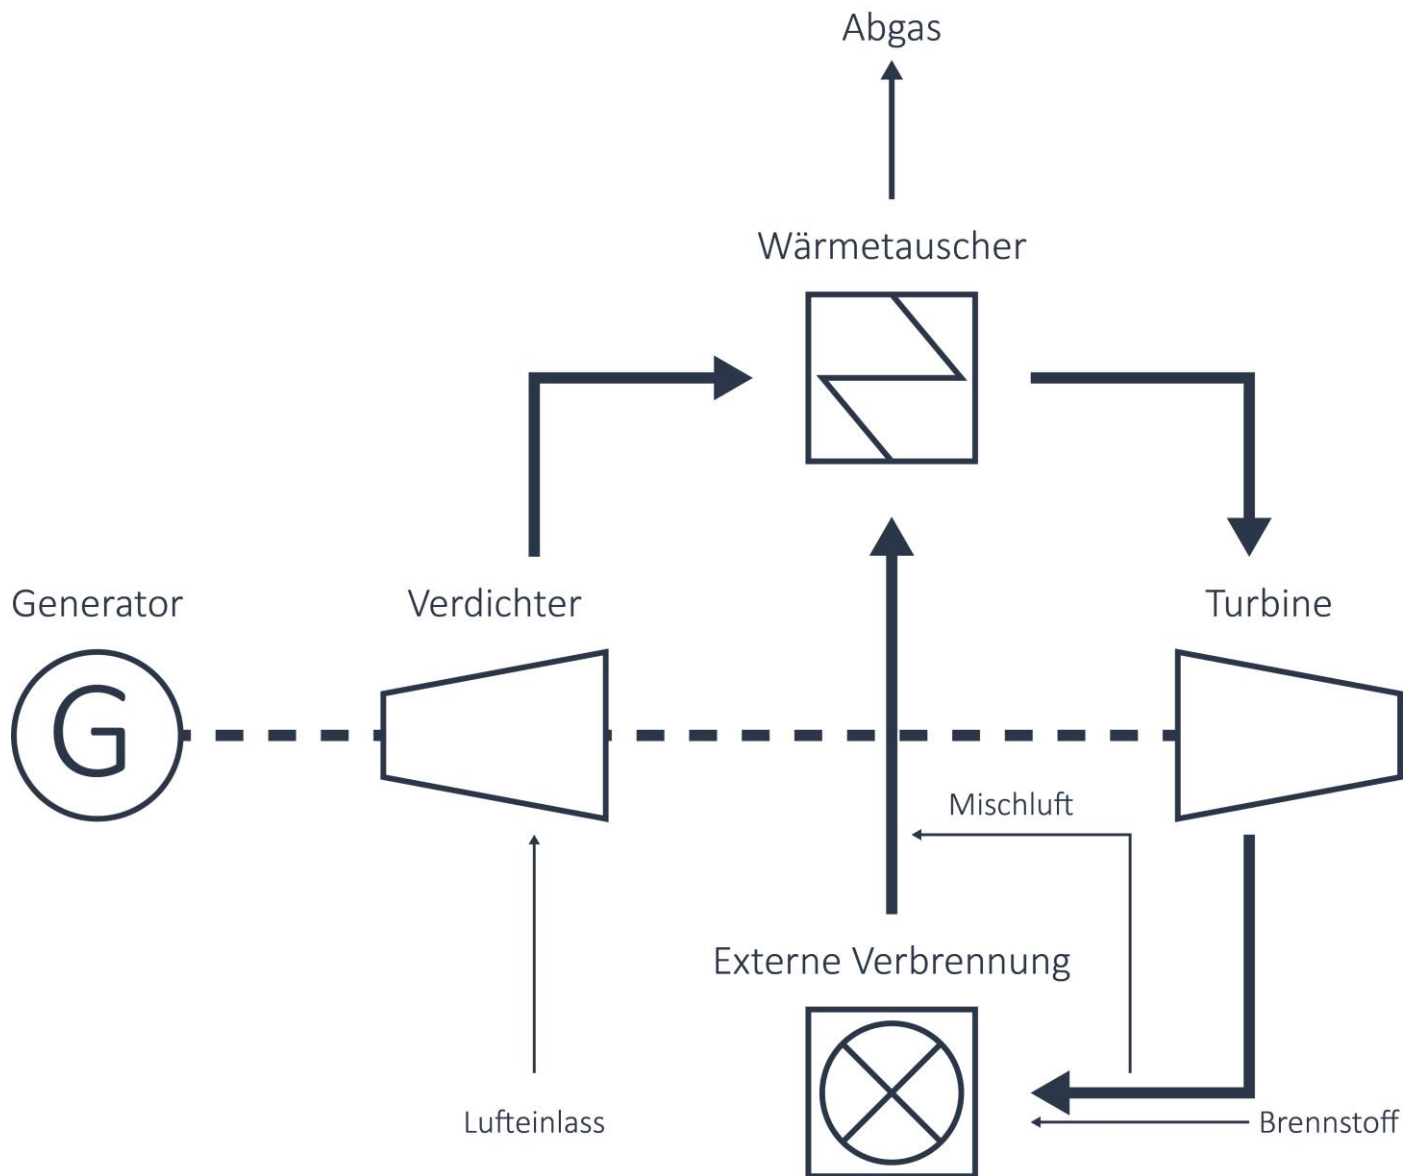 Abgas
Wärmetauscher
Generator
Verdichter
Turbine
G
Mischluft
Externe Verbrennung
Lufteinlass
Brennstoff